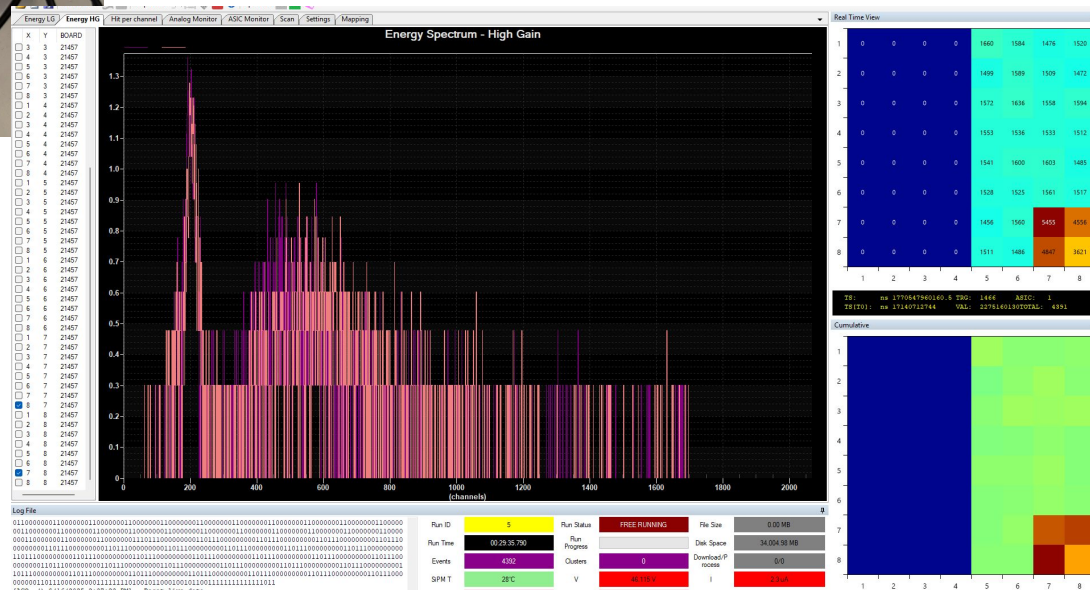 Energy LG Energy HG Hit per channel Analog Monitor ASIC Monitor Scan Settings Mapping
X Y BOARD
3 3 21457
4 3 21457
5 3 21457
6 3 21457
7 3 21457
8 3 21457
1 4 21457
2 4 21457
3 4 21457
4 4 21457
5 4 21457
6 4 21457
7 4 21457
8 4 21457
1 5 21457
2 5 21457
3 5 21457
4 5 21457
5 5 21457
6 5 21457
7 5 21457
8 5 21457
1 6 21457
2 6 21457
3 6 21457
4 6 21457
5 6 21457
6 6 21457
7 6 21457
8 6 21457
1 7 21457
2 7 21457
3 7 21457
4 7 21457
5 7 21457
6 7 21457
7 7 21457
8 7 21457
1 8 21457
2 8 21457
3 8 21457
4 8 21457
5 8 21457
6 8 21457
7 8 21457
8 8 21457
Energy Spectrum - High Gain
1.3
1.2
1.1
1.0
0.9
0.8
0.7
0.6
0.5
0.4
0.3
0.2
0.1
0
0 200 400 600 800 1000 1200 1400 1600 1800 2000
(channels)
Real Time View
1 0 0 0 0 1660 1584 1476 1520
2 0 0 0 0 1499 1589 1509 1472
3 0 0 0 0 1572 1636 1558 1594
4 0 0 0 0 1553 1536 1533 1512
5 0 0 0 0 1541 1600 1603 1485
6 0 0 0 0 1528 1525 1561 1517
7 0 0 0 0 1456 1560 5455 4556
8 0 0 0 0 1511 1486 4847 3621
1 2 3 4 5 6 7 8
TS: ns 1770547960160.5 TRG: 1466 ASIC: 1
TS(T0): ns 17140712744 VAL: 2275160130TOTAL: 4391
Cumulative
1
2
3
4
5
6
7
8
1 2 3 4 5 6 7 8
Log File
Run ID 5 Run Status FREE RUNNING File Size 0.00 MB
Run Time 00:29:35.790 Run Progress Disk Space 34,004.98 MB
Events 4392 Clusters 0 Download/Process 0/0
SiPM T 28°C V 46.115 V I -2.3 uA